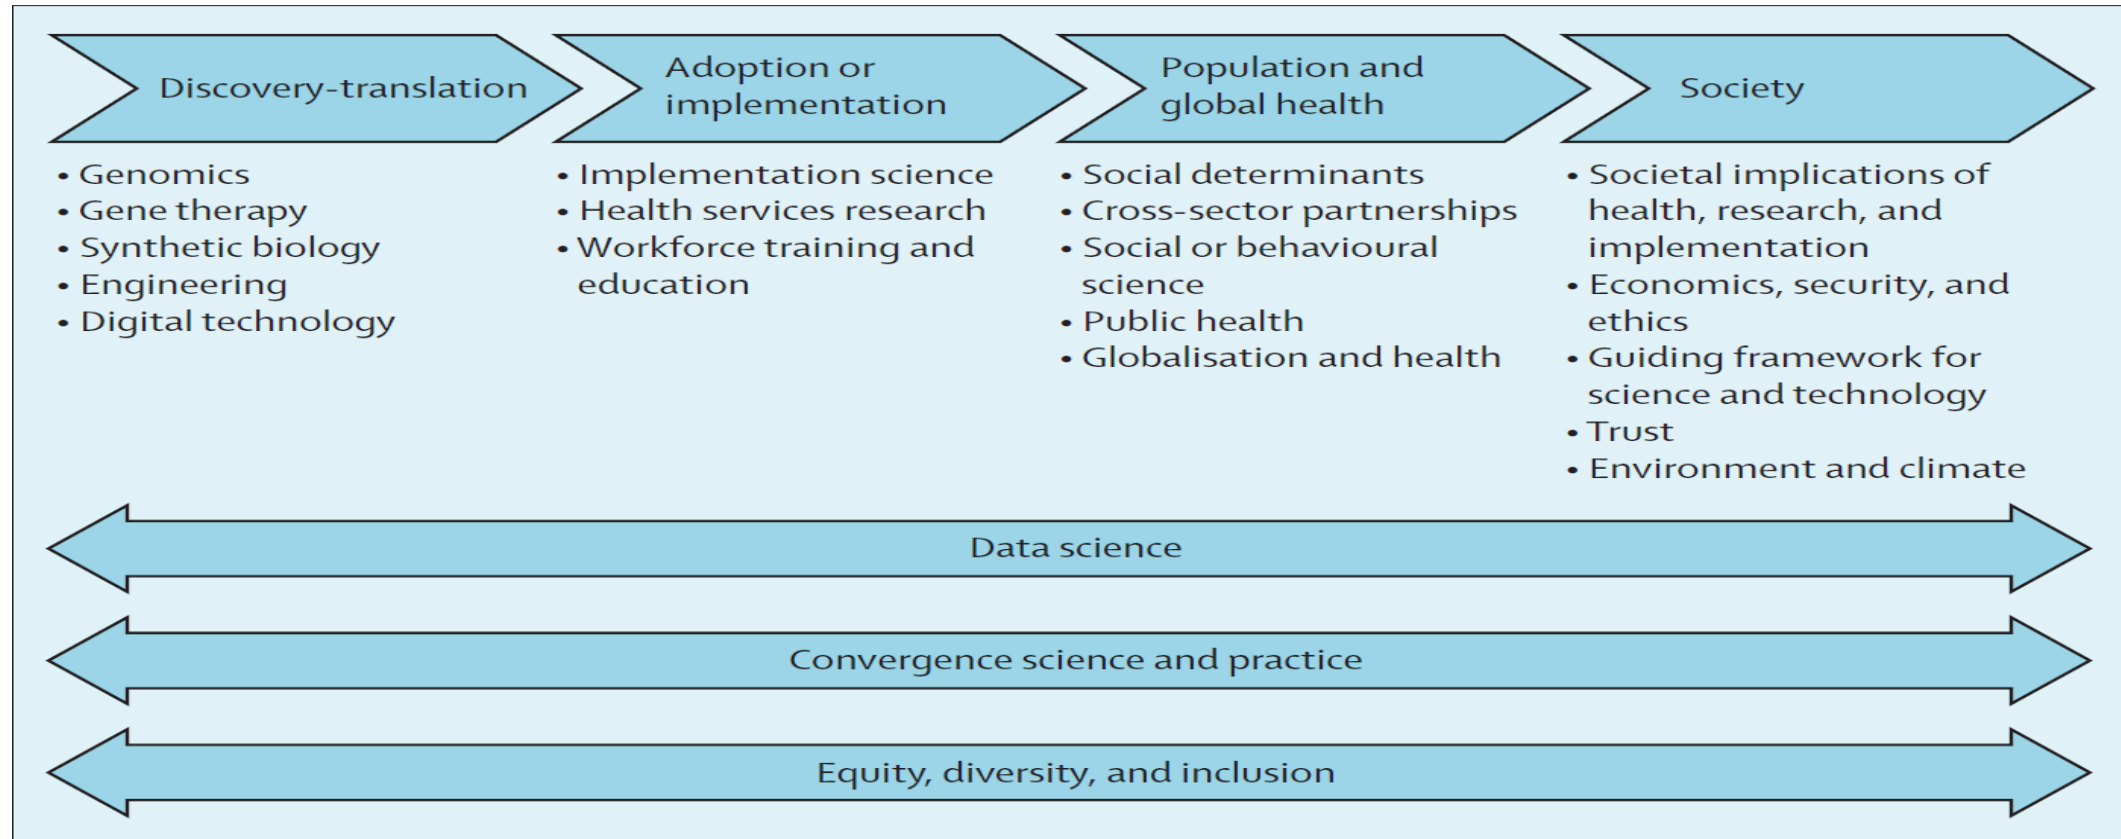 Discovery-translation
Adoption or
implementation
Population and
global health
Society
• Genomics
• Gene therapy
• Synthetic biology
• Engineering
• Digital technology
• Implementation science
• Health services research
• Workforce training and
education
• Social determinants
• Cross-sector partnerships
• Social or behavioural
science
• Public health
• Globalisation and health
• Societal implications of
health, research, and
implementation
• Economics, security, and
ethics
• Guiding framework for
science and technology
• Trust
• Environment and climate
Data science
Convergence science and practice
Equity, diversity, and inclusion